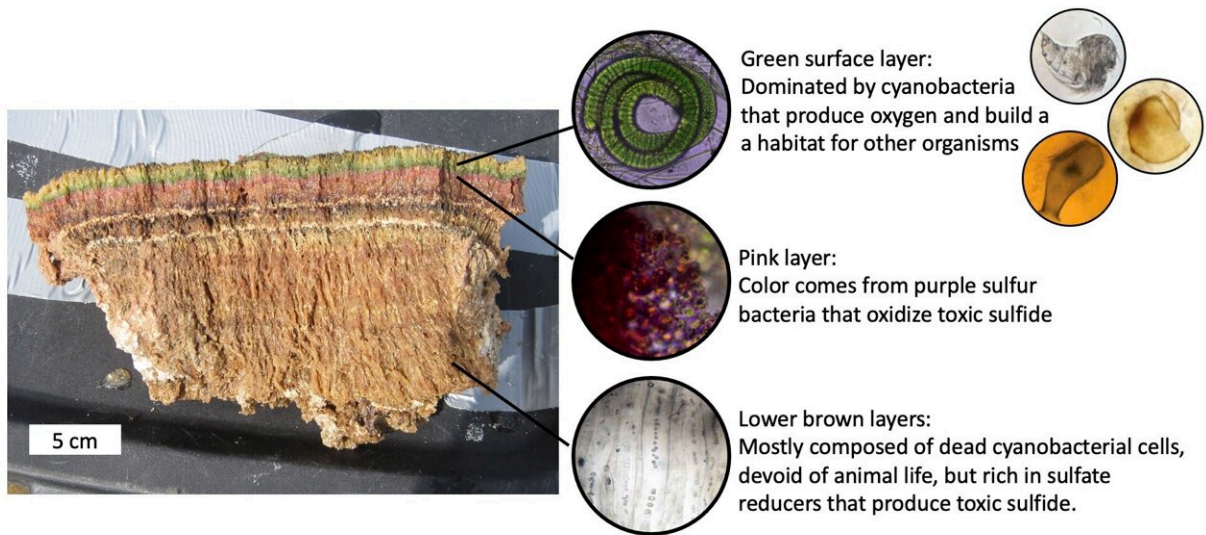 Green surface layer:
Dominated by cyanobacteria
that produce oxygen and build a
a habitat for other organisms
Pink layer:
Color comes from purple sulfur
bacteria that oxidize toxic sulfide
5 cm
Lower brown layers:
Mostly composed of dead cyanobacterial cells,
devoid of animal life, but rich in sulfate
reducers that produce toxic sulfide.